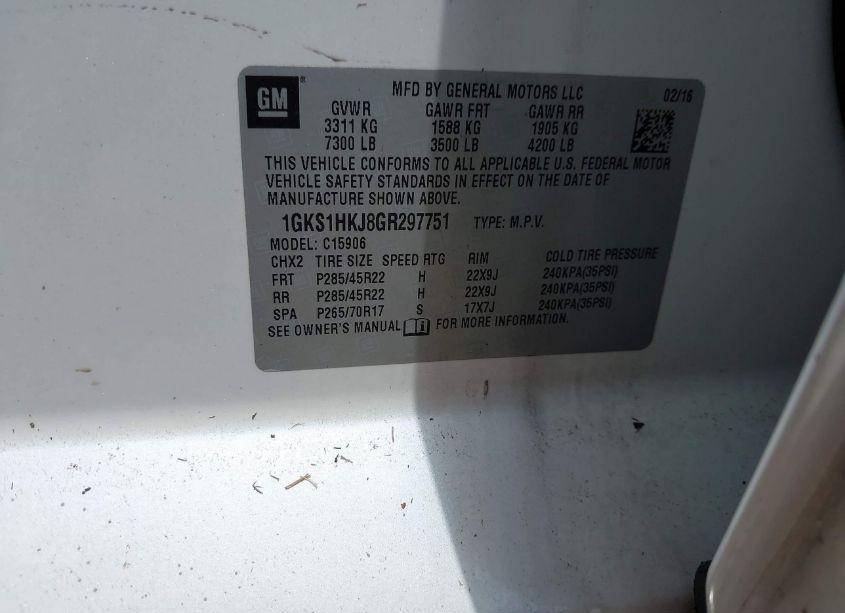 GM ®
MFD BY GENERAL MOTORS LLC 02/16
GVWR GAWR FRT GAWR RR
3311 KG 1588 KG 1905 KG
7300 LB 3500 LB 4200 LB
THIS VEHICLE CONFORMS TO ALL APPLICABLE U.S. FEDERAL MOTOR
VEHICLE SAFETY STANDARDS IN EFFECT ON THE DATE OF
MANUFACTURE SHOWN ABOVE.
1GKS1HKJ8GR297751 TYPE: M.P.V.
MODEL: C15906
CHX2 TIRE SIZE SPEED RTG RIM COLD TIRE PRESSURE
FRT P285/45R22 H 22X9J 240KPA(35PSI)
RR P285/45R22 H 22X9J 240KPA(35PSI)
SPA P265/70R17 S 17X7J 240KPA(35PSI)
SEE OWNER'S MANUAL FOR MORE INFORMATION.